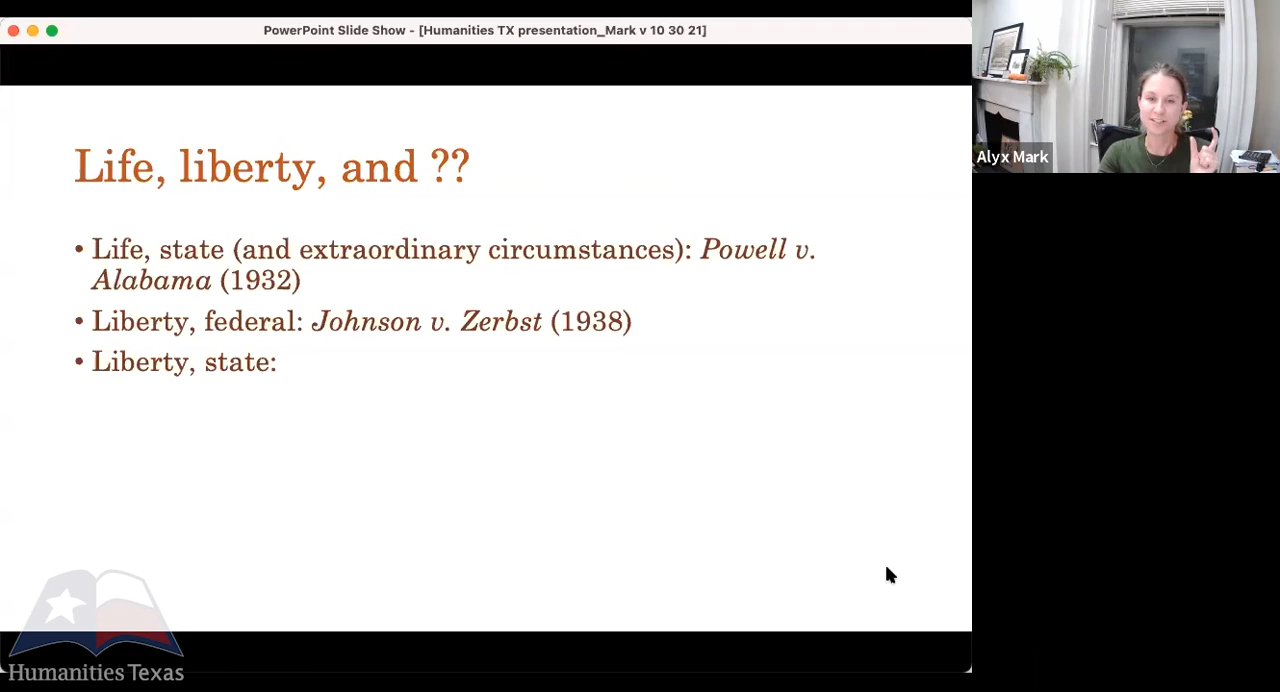 PowerPoint Slide Show - [Humanities TX presentation_Mark v 10 30 21]
Alyx Mark
Life, liberty, and ??
• Life, state (and extraordinary circumstances): Powell v.
Alabama (1932)
• Liberty, federal: Johnson v. Zerbst (1938)
• Liberty, state:
Humanities Texas